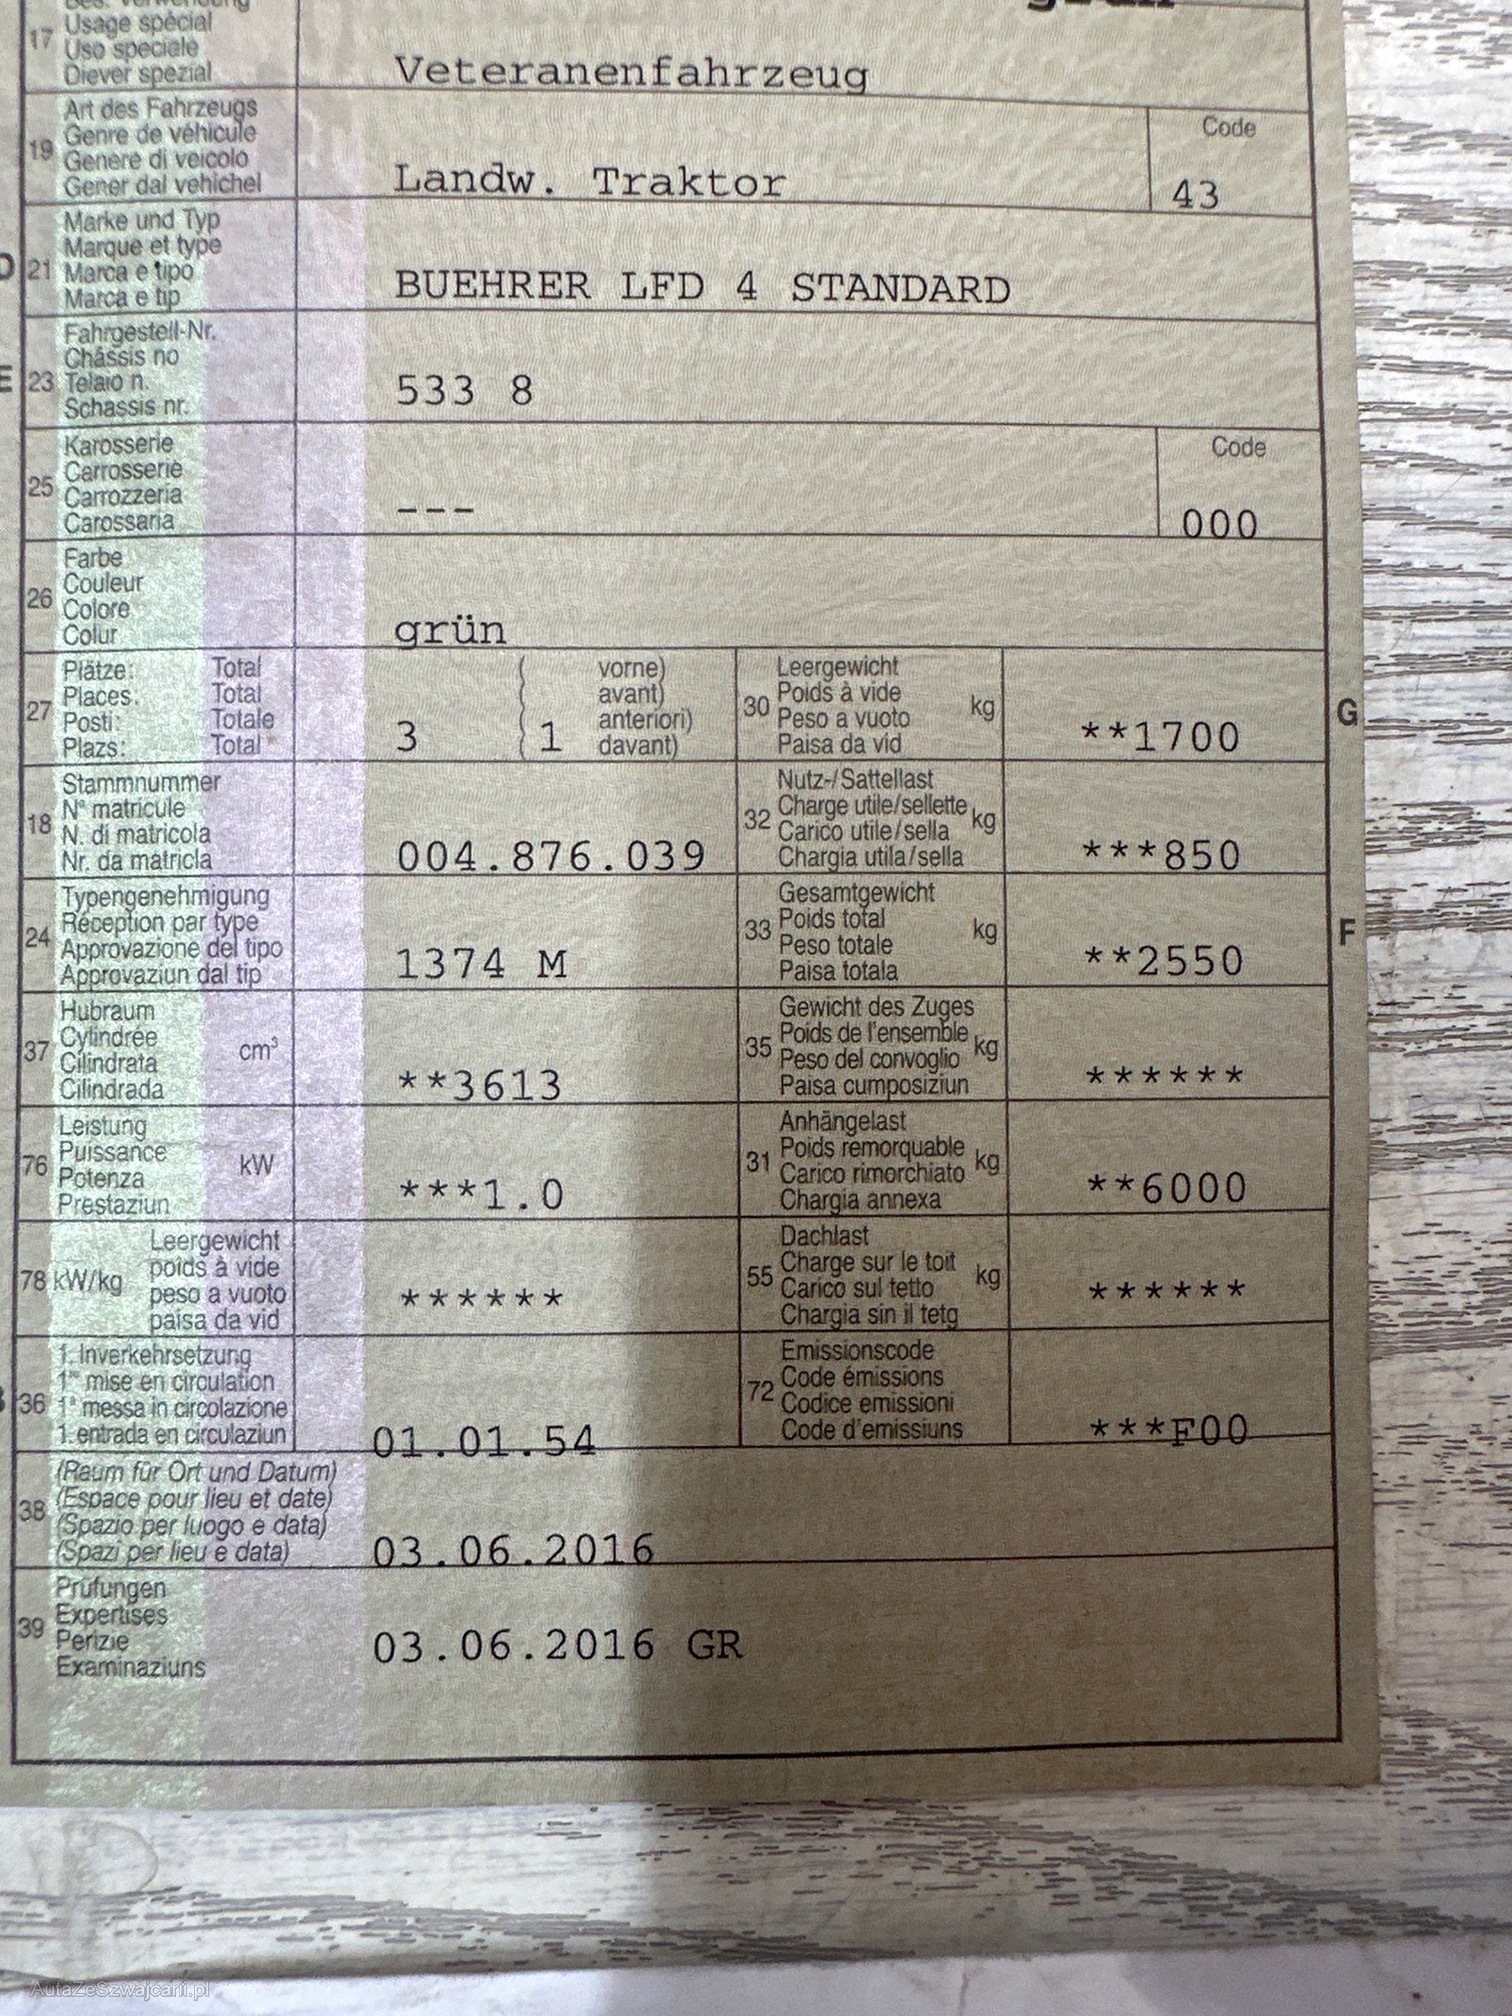 17 Usage spécial
Uso speciale
Diever spezial
Veteranenfahrzeug
19 Art des Fahrzeugs
Genre de véhicule
Genere di veicolo
Gener dal vehichel
Landw. Traktor
Code
43
D 21 Marke und Typ
Marque et type
Marca e tipo
Marca e tip
BUEHRER LFD 4 STANDARD
E 23 Fahrgestell-Nr.
Châssis no
Telaio n.
Schassis nr.
533 8
25 Karosserie
Carrosserie
Carrozzeria
Carossaria
---
Code
000
26 Farbe
Couleur
Colore
Colur
grün
27 Plätze: Total
Places: Total
Posti: Totale
Plazs: Total
3 ( 1 vorne)
avant)
anteriori)
davant)
30 Leergewicht
Poids à vide kg
Peso a vuoto
Paisa da vid
**1700
G
18 Stammnummer
N° matricule
N. di matricola
Nr. da matricla
004.876.039
32 Nutz-/Sattellast
Charge utile/sellette kg
Carico utile/sella
Chargia utila/sella
***850
24 Typengenehmigung
Réception par type
Approvazione del tipo
Approvaziun dal tip
1374 M
33 Gesamtgewicht
Poids total kg
Peso totale
Paisa totala
**2550
F
37 Hubraum
Cylindrée cm³
Cilindrata
Cilindrada
**3613
35 Gewicht des Zuges
Poids de l'ensemble kg
Peso del convoglio
Paisa cumposiziun
******
76 Leistung
Puissance kW
Potenza
Prestaziun
***1.0
31 Anhängelast
Poids remorquable kg
Carico rimorchiato
Chargia annexa
**6000
78 kW/kg Leergewicht
poids à vide
peso a vuoto
paisa da vid
******
55 Dachlast
Charge sur le toit kg
Carico sul tetto
Chargia sin il tetg
******
36 1. Inverkehrsetzung
1re mise en circulation
1a messa in circolazione
1. entrada en circulaziun
01.01.54
72 Emissionscode
Code émissions
Codice emissioni
Code d'emissiuns
***F00
38 (Raum für Ort und Datum)
(Espace pour lieu et date)
(Spazio per luogo e data)
(Spazi per lieu e data)
03.06.2016
39 Prüfungen
Expertises
Perizie
Examinaziuns
03.06.2016 GR
AutaZeSzwajcarii.pl